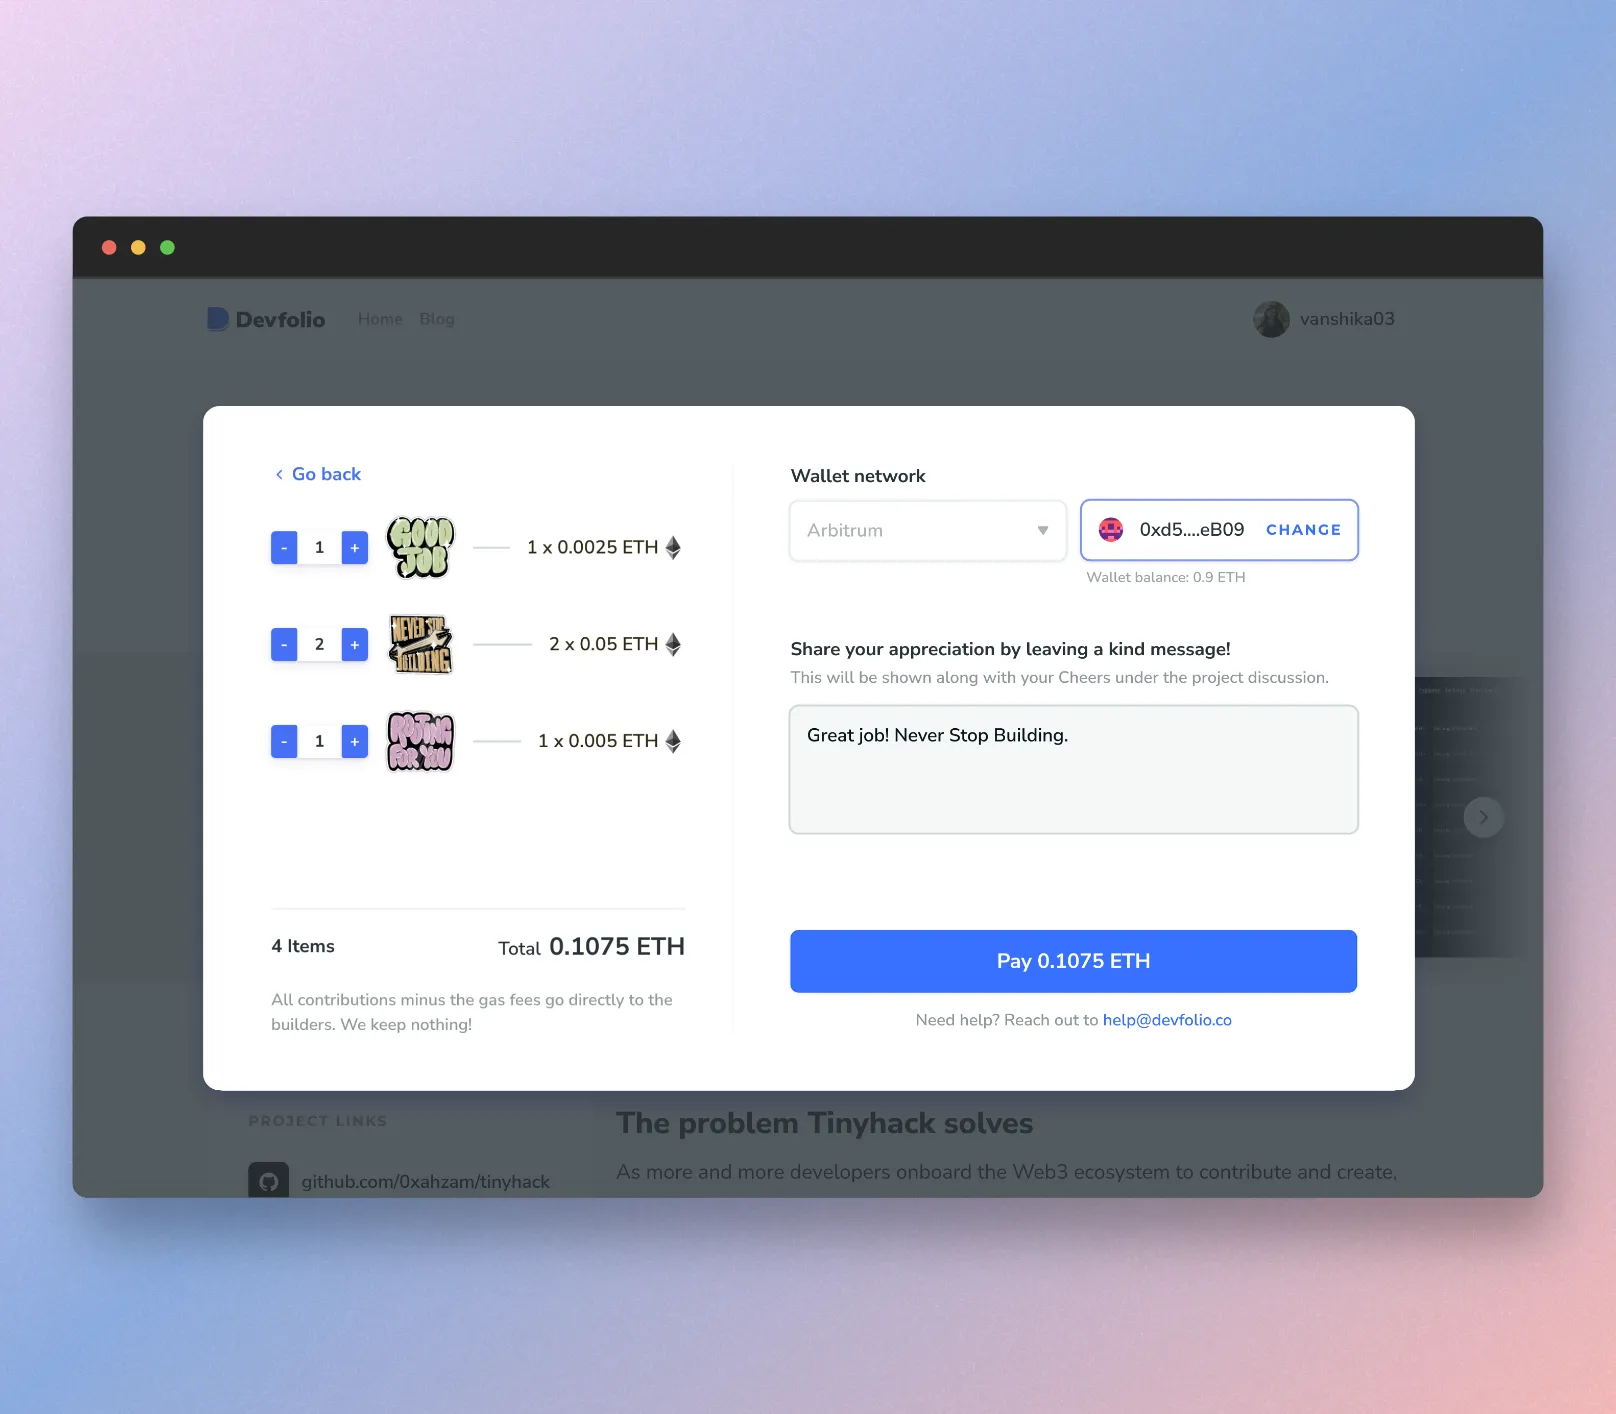 Devfolio
Home
Blog
vanshika03
Go back
- 1 +
GOOD
JOB
1 x 0.0025 ETH
- 2 +
NEVER STOP
BUILDING
2 x 0.05 ETH
- 1 +
ROOTING
FOR YOU
1 x 0.005 ETH
4 Items
Total 0.1075 ETH
All contributions minus the gas fees go directly to the
builders. We keep nothing!
Wallet network
Arbitrum
0xd5....eB09
CHANGE
Wallet balance: 0.9 ETH
Share your appreciation by leaving a kind message!
This will be shown along with your Cheers under the project discussion.
Great job! Never Stop Building.
Pay 0.1075 ETH
Need help? Reach out to help@devfolio.co
PROJECT LINKS
github.com/0xahzam/tinyhack
The problem Tinyhack solves
As more and more developers onboard the Web3 ecosystem to contribute and create,